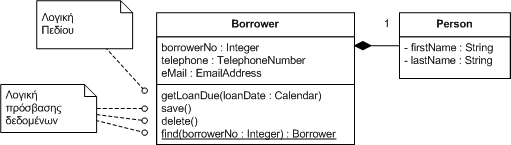 Λογική
Πεδίου
Λογική
πρόσβασης
δεδομένων
Borrower
borrowerNo : Integer
telephone : TelephoneNumber
eMail : EmailAddress
getLoanDue(loanDate : Calendar)
save()
delete()
find(borrowerNo : Integer) : Borrower
1
Person
- firstName : String
- lastName : String